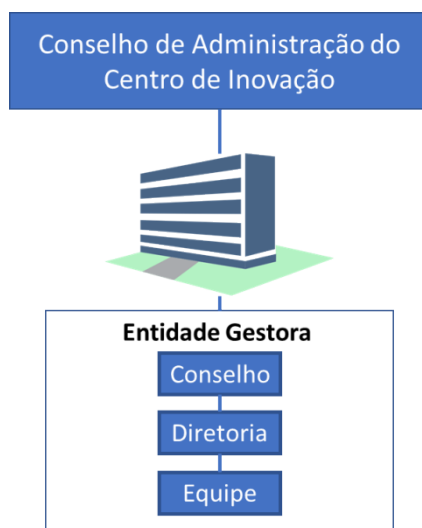 Conselho de Administração do
Centro de Inovação
Entidade Gestora
Conselho
Diretoria
Equipe